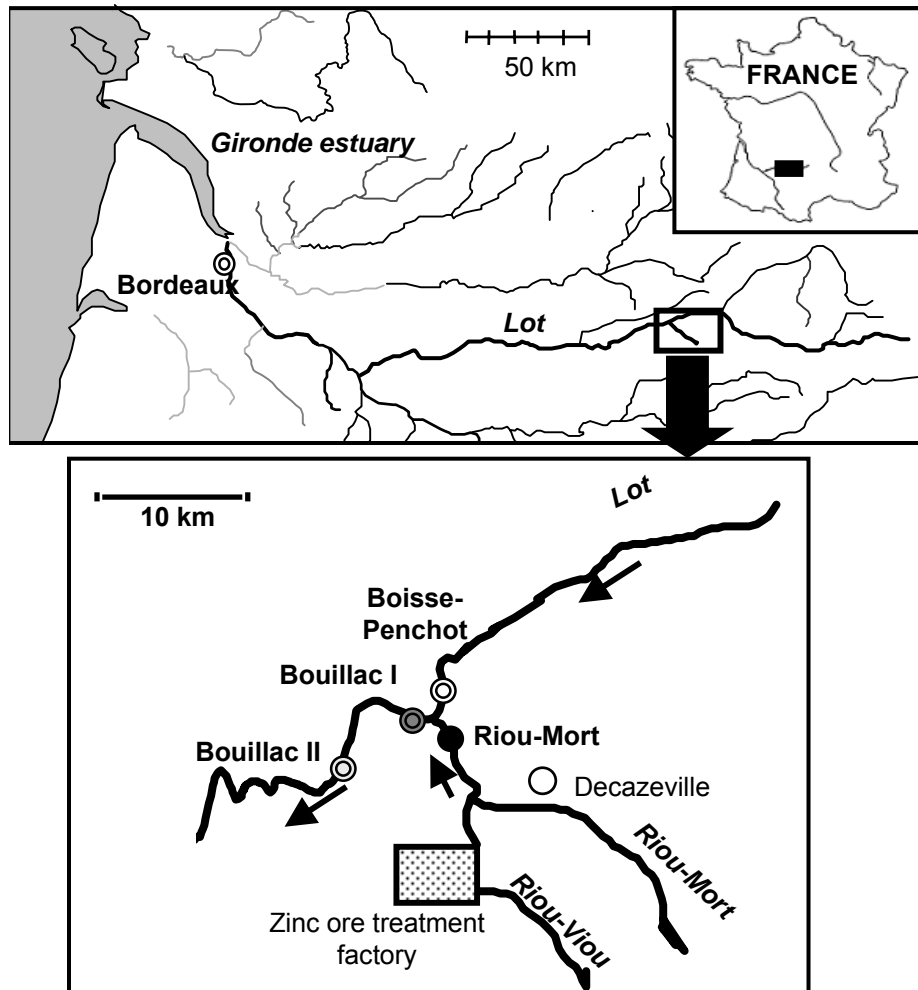 50 km
FRANCE
Gironde estuary
Bordeaux
Lot
10 km
Lot
Boisse-
Penchot
Bouillac I
Riou-Mort
Bouillac II
Decazeville
Riou-Mort
Riou-Viou
Zinc ore treatment
factory